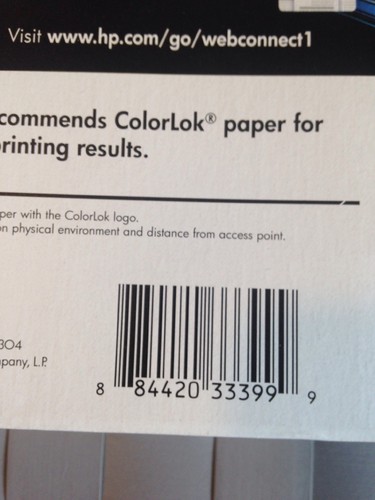 Visit www.hp.com/go/webconnect1
commends ColorLok® paper for
rinting results.
per with the ColorLok logo.
n physical environment and distance from access point.
304
pany, L.P.
8 84420 33399 9